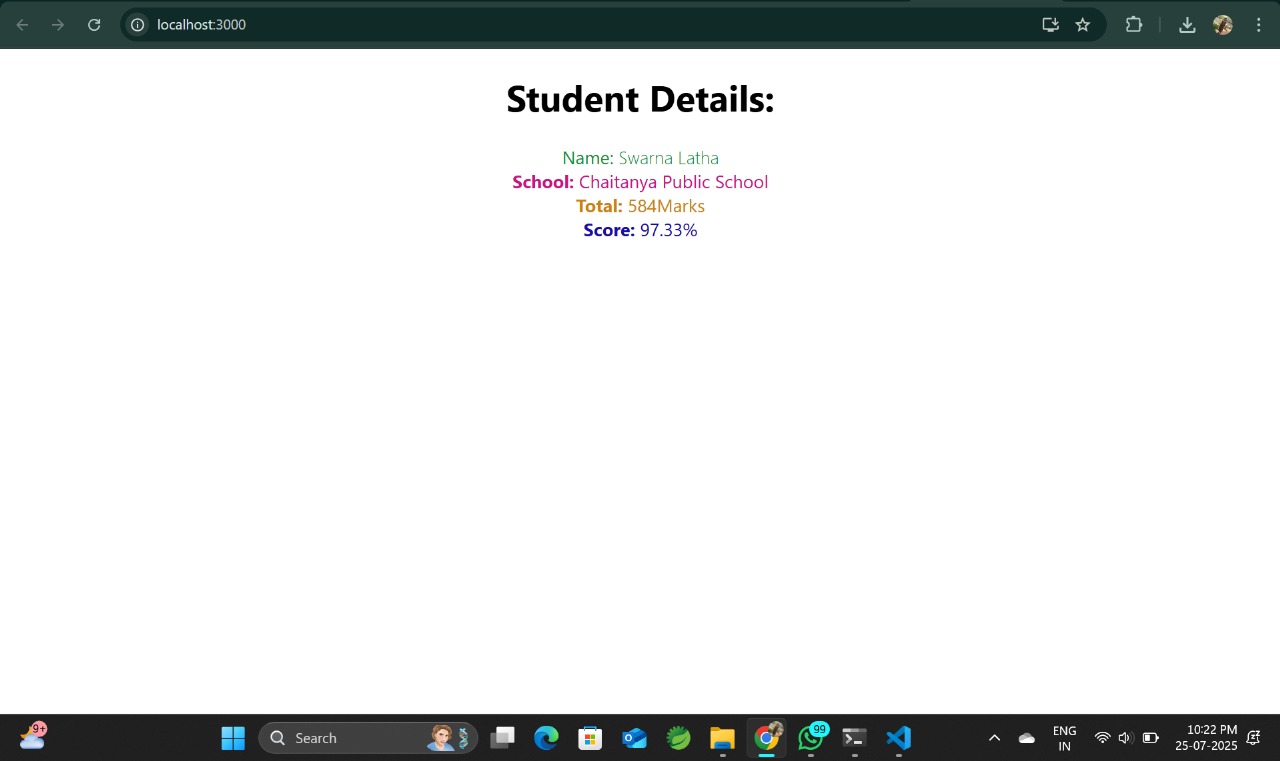 localhost:3000
Student Details:
Name: Swarna Latha
School: Chaitanya Public School
Total: 584Marks
Score: 97.33%
9+
Search
99
ENG
IN
10:22 PM
25-07-2025